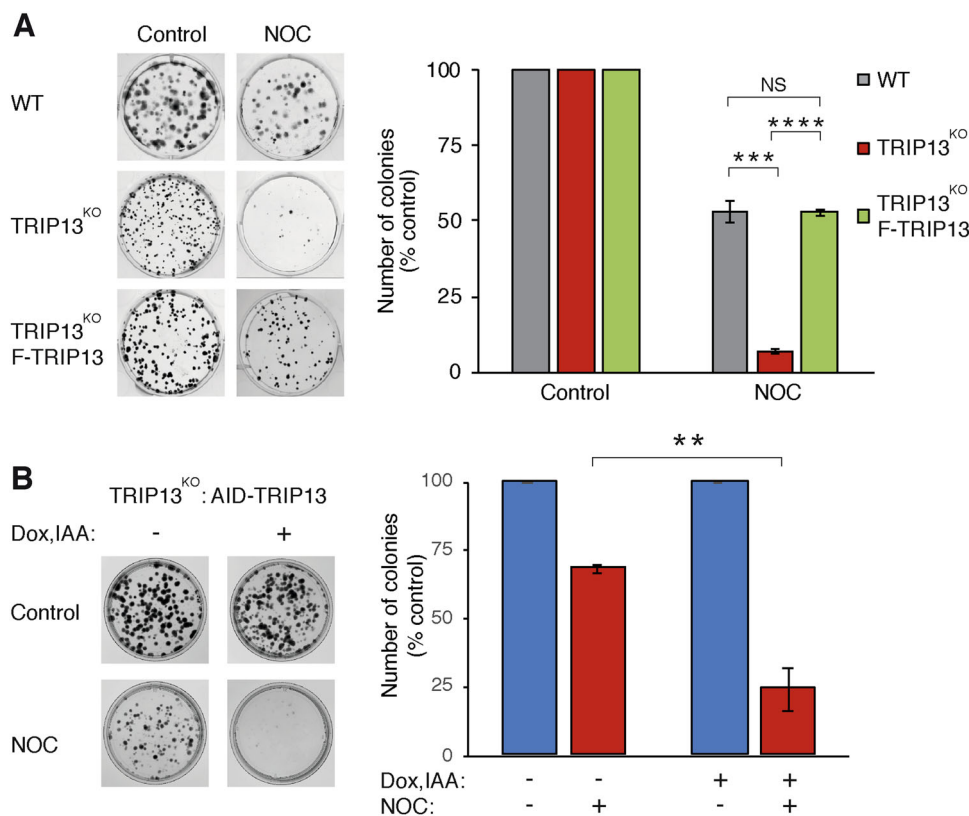 A
Control NOC
WT
TRIP13KO
TRIP13KO
F-TRIP13
Number of colonies
(% control)
100
75
50
25
0
NS
****
***
Control NOC
WT
TRIP13KO
TRIP13KO
F-TRIP13
B
TRIP13KO: AID-TRIP13
Dox,IAA: - +
Control
NOC
Number of colonies
(% control)
100
75
50
25
0
**
Dox,IAA: - - + +
NOC: - + - +